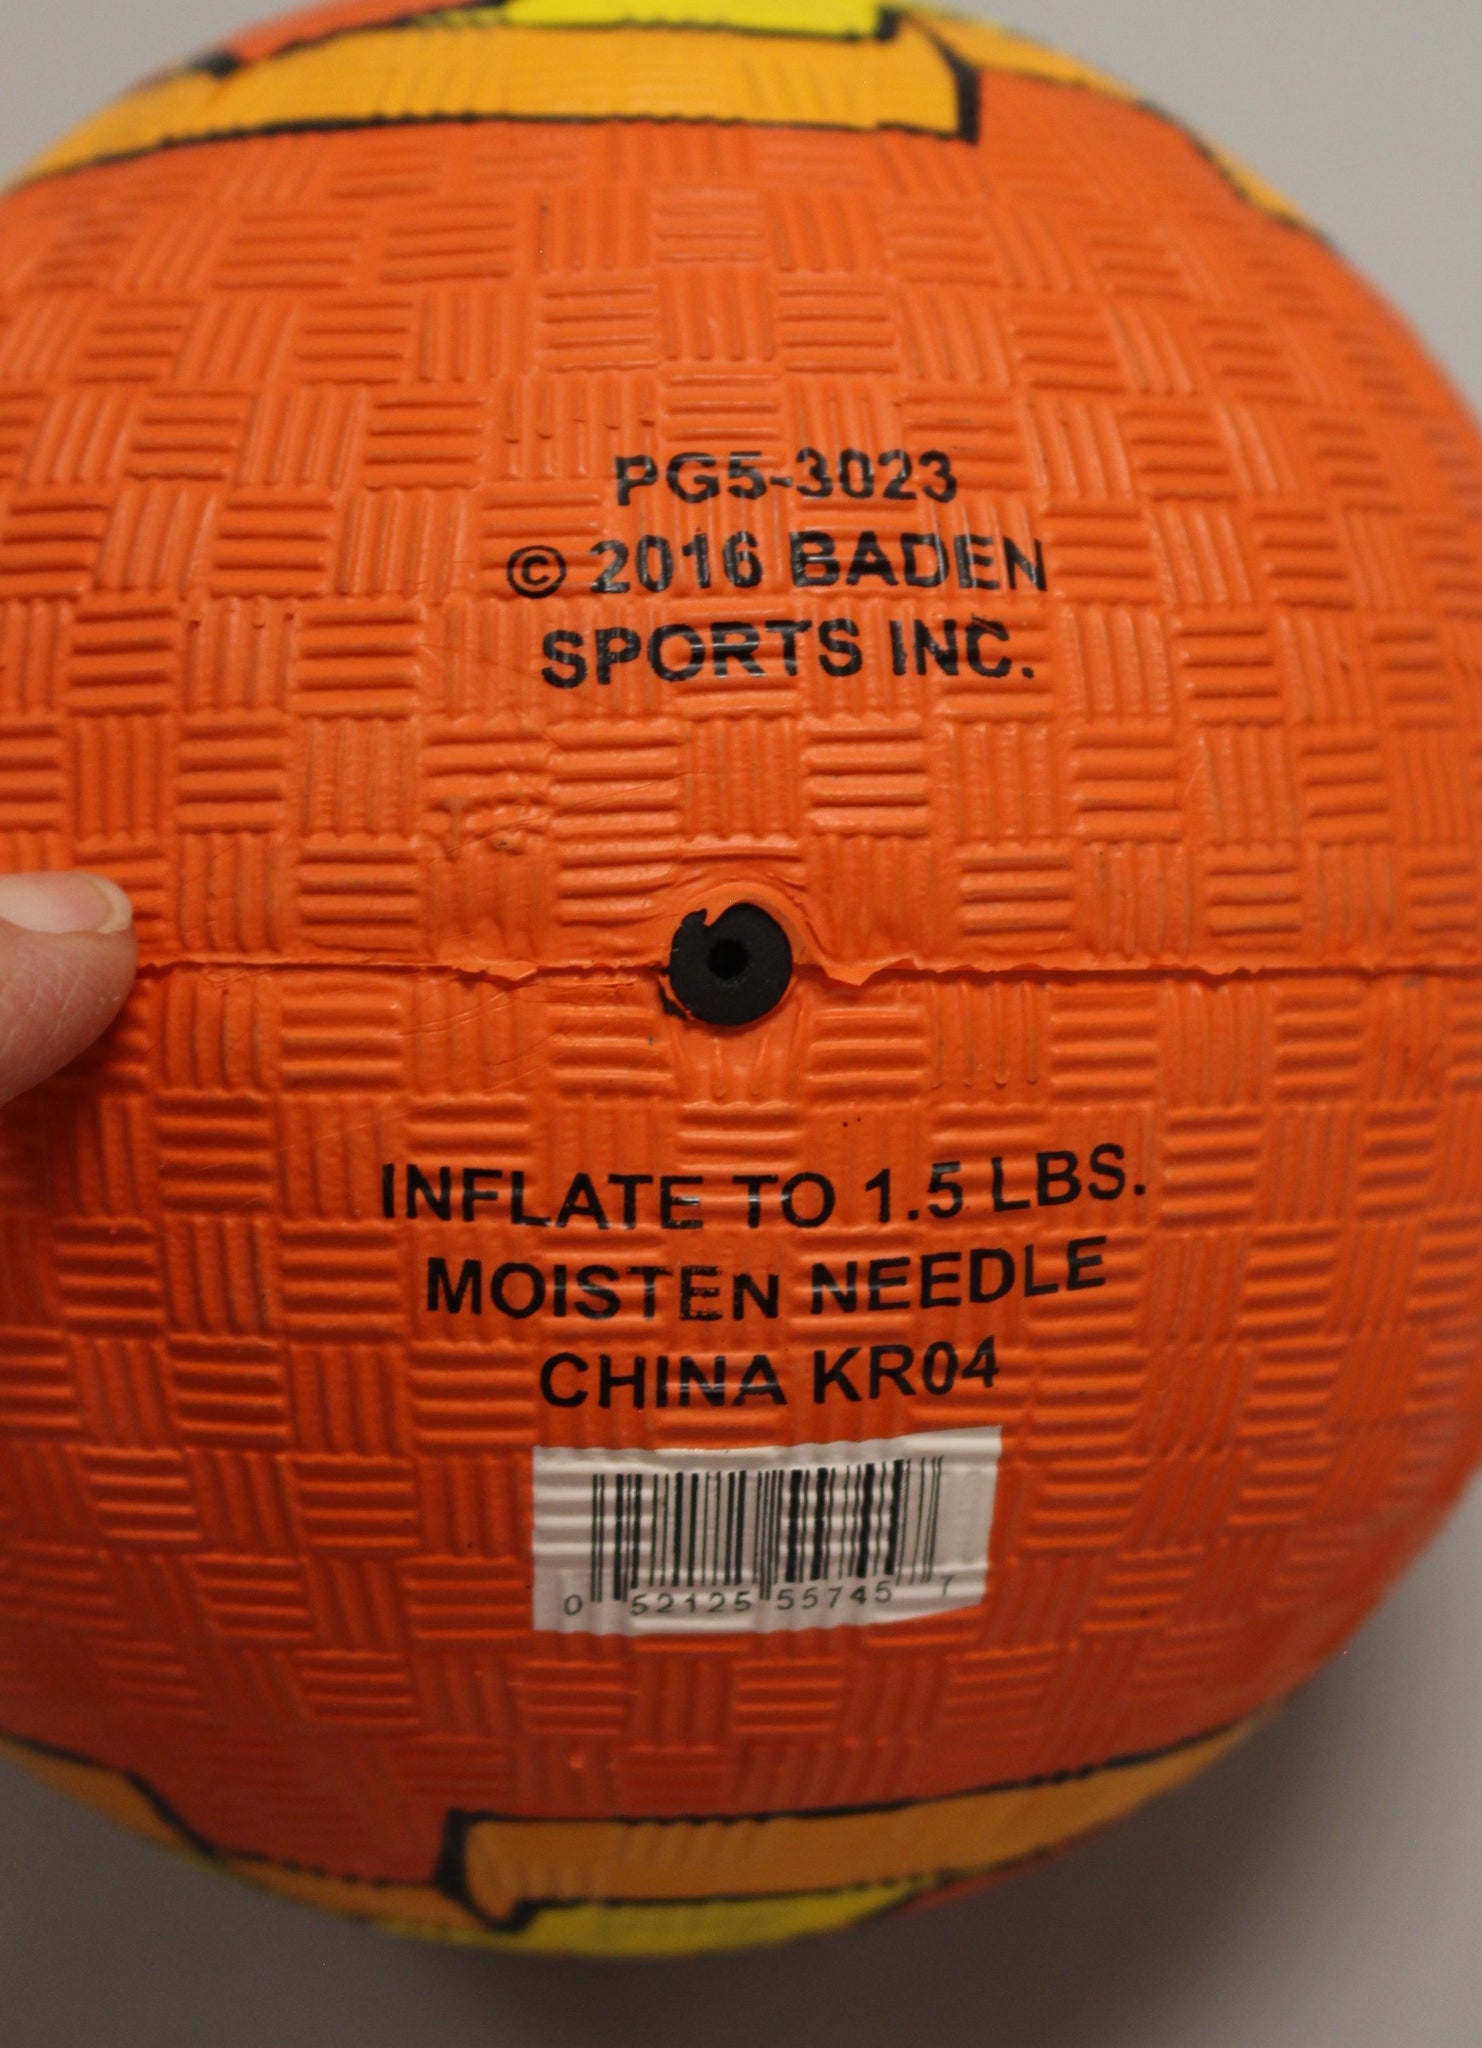 PG5-3023
© 2016 BADEN
SPORTS INC.
INFLATE TO 1.5 LBS.
MOISTEN NEEDLE
CHINA KR04
0 52125 55745 7